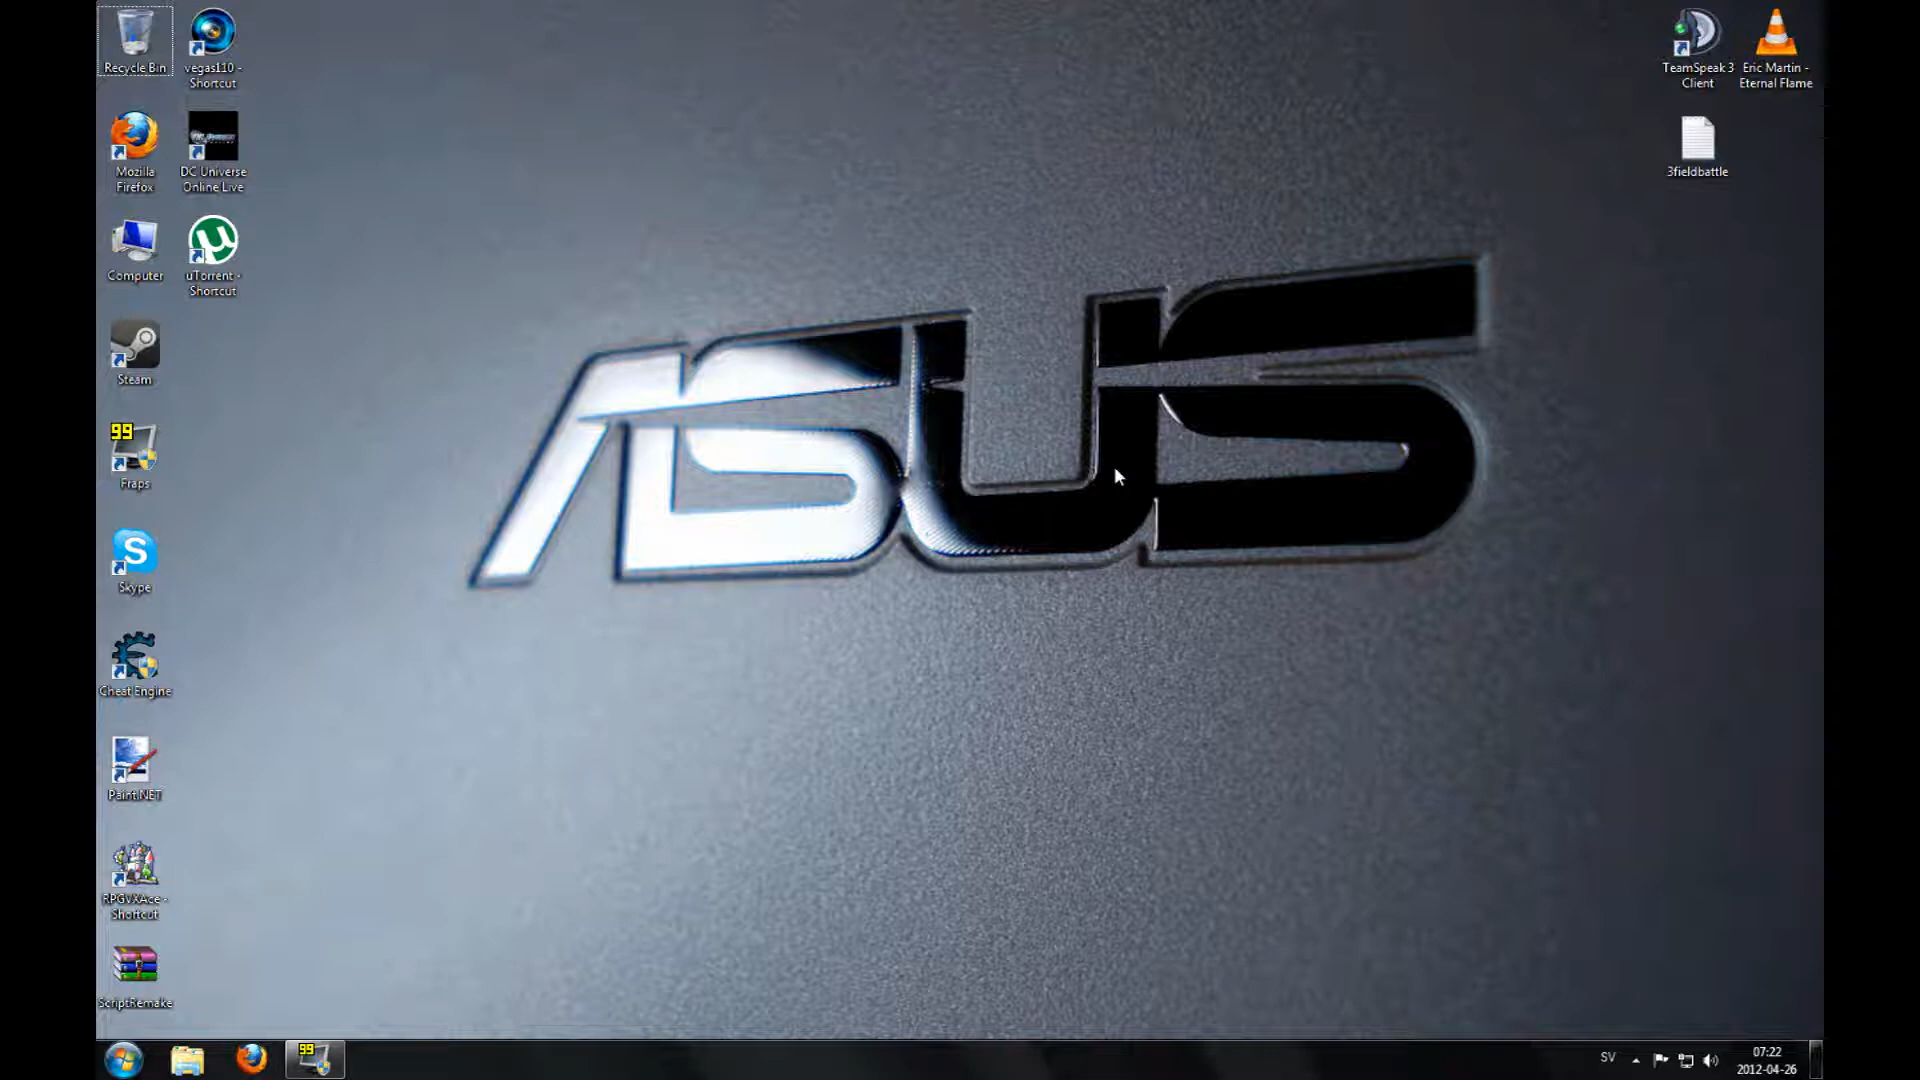 Recycle Bin
vegas110 -
Shortcut
Mozilla
Firefox
DC Universe
Online Live
Computer
uTorrent -
Shortcut
Steam
99
Fraps
Skype
Cheat Engine
Paint.NET
RPGVXAce -
Shortcut
ScriptRemake
TeamSpeak 3
Client
Eric Martin -
Eternal Flame
3fieldbattle
ASUS
99
SV
07:22
2012-04-26